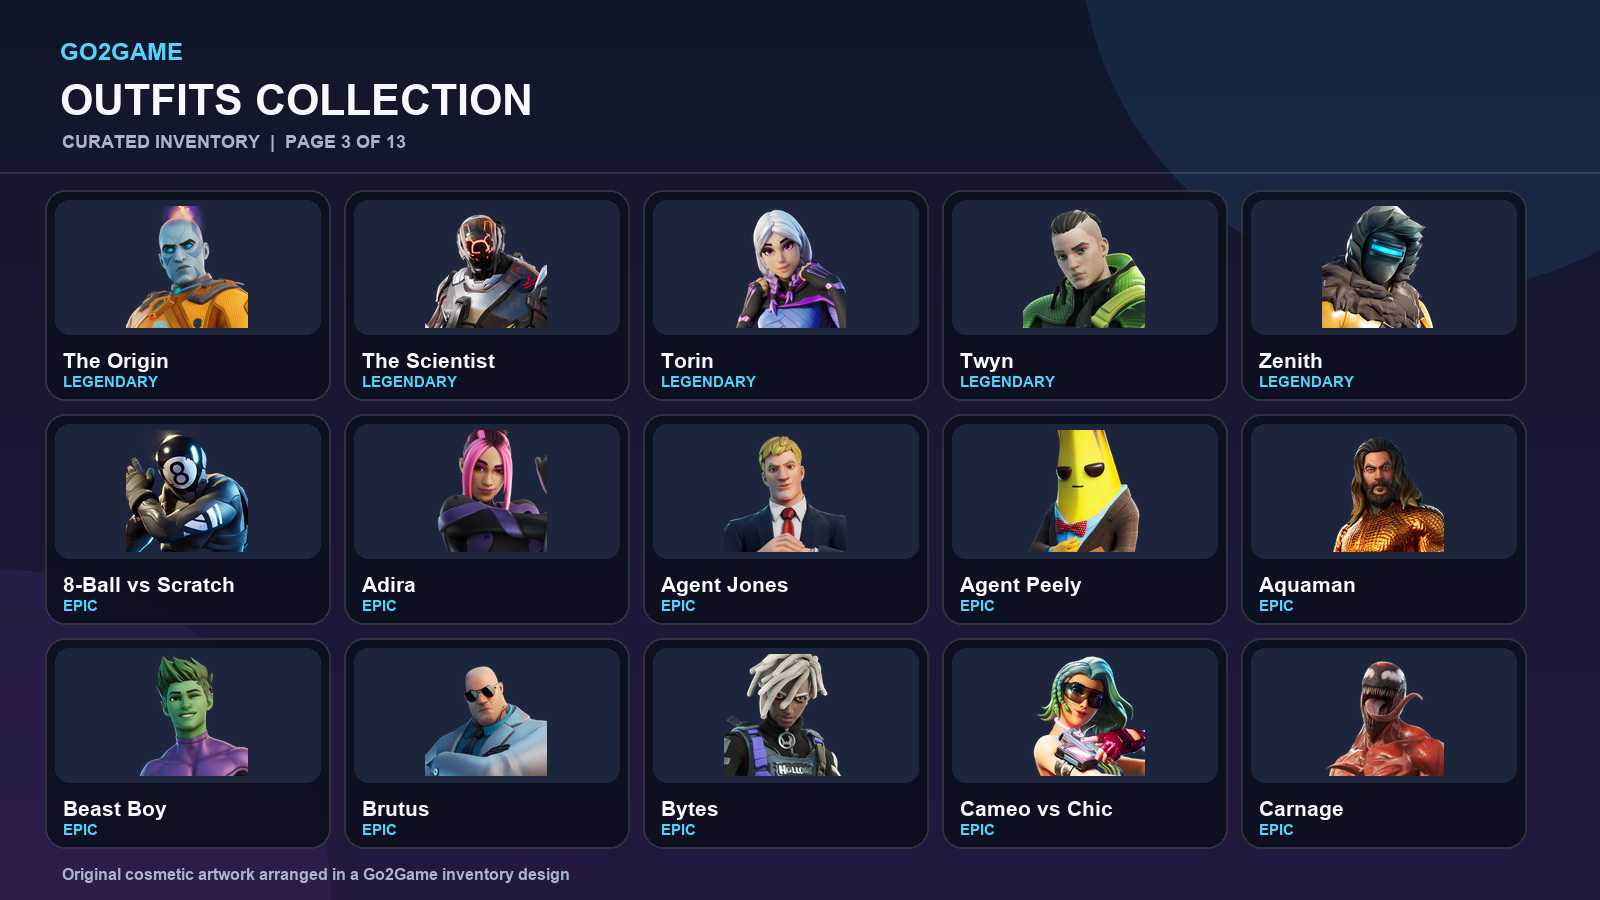 GO2GAME
OUTFITS COLLECTION
CURATED INVENTORY | PAGE 3 OF 13
The Origin
LEGENDARY
The Scientist
LEGENDARY
Torin
LEGENDARY
Twyn
LEGENDARY
Zenith
LEGENDARY
8-Ball vs Scratch
EPIC
Adira
EPIC
Agent Jones
EPIC
Agent Peely
EPIC
Aquaman
EPIC
Beast Boy
EPIC
Brutus
EPIC
Bytes
EPIC
Cameo vs Chic
EPIC
Carnage
EPIC
Original cosmetic artwork arranged in a Go2Game inventory design